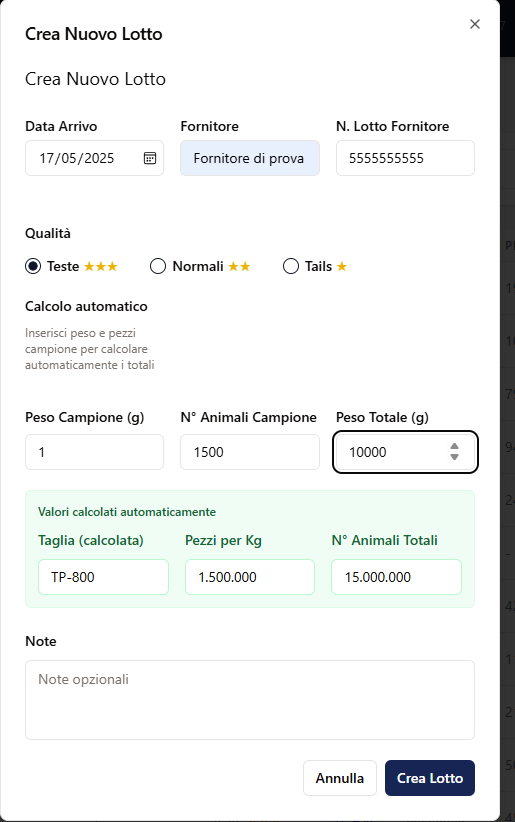 Crea Nuovo Lotto
Crea Nuovo Lotto
Data Arrivo
Fornitore
N. Lotto Fornitore
17/05/2025
Fornitore di prova
5555555555
Qualità
Teste ★★★
Normali ★★
Tails ★
Calcolo automatico
Inserisci peso e pezzi
campione per calcolare
automaticamente i totali
Peso Campione (g)
N° Animali Campione
Peso Totale (g)
1
1500
10000
Valori calcolati automaticamente
Taglia (calcolata)
Pezzi per Kg
N° Animali Totali
TP-800
1.500.000
15.000.000
Note
Note opzionali
Annulla
Crea Lotto